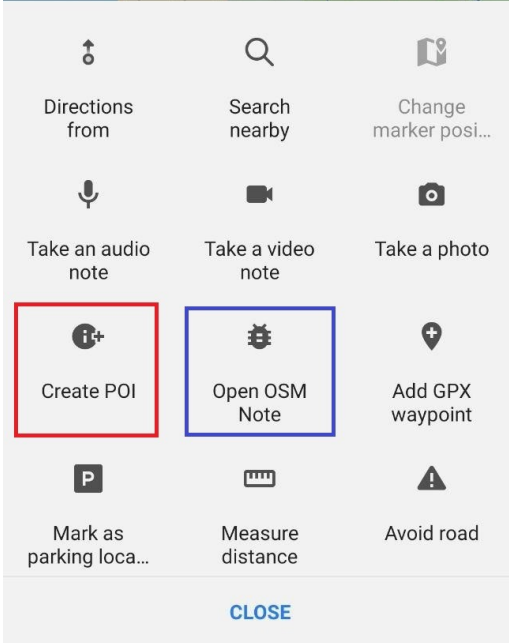 Directions
from
Search
nearby
Change
marker posi...
Take an audio
note
Take a video
note
Take a photo
Create POI
Open OSM
Note
Add GPX
waypoint
P
Mark as
parking loca...
Measure
distance
Avoid road
CLOSE